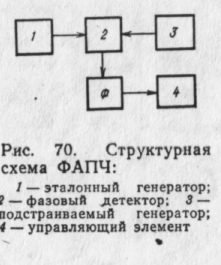 1
2
3
Ф
4
Рис. 70. Структурная
схема ФАПЧ:
1 — эталонный генератор;
2 — фазовый детектор; 3 —
подстраиваемый генератор;
4 — управляющий элемент